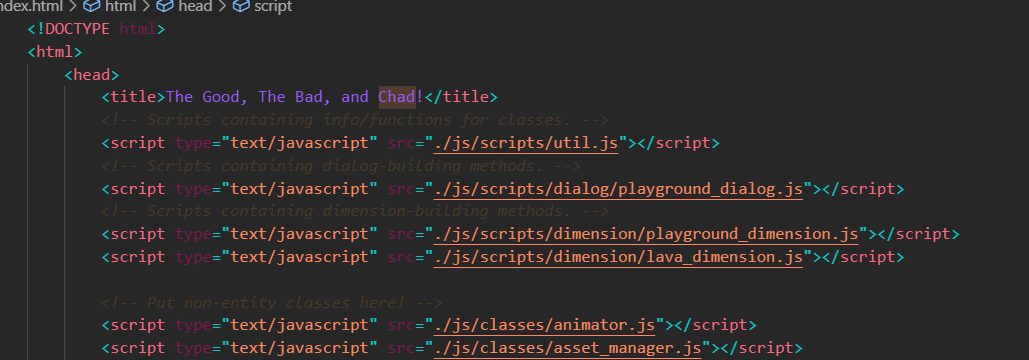 ndex.html > html > head > script
<!DOCTYPE html>
<html>
<head>
<title>The Good, The Bad, and Chad!</title>
<!-- Scripts containing info/functions for classes. -->
<script type="text/javascript" src="./js/scripts/util.js"></script>
<!-- Scripts containing dialog-building methods. -->
<script type="text/javascript" src="./js/scripts/dialog/playground_dialog.js"></script>
<!-- Scripts containing dimension-building methods. -->
<script type="text/javascript" src="./js/scripts/dimension/playground_dimension.js"></script>
<script type="text/javascript" src="./js/scripts/dimension/lava_dimension.js"></script>
<!-- Put non-entity classes here! -->
<script type="text/javascript" src="./js/classes/animator.js"></script>
<script type="text/javascript" src="./js/classes/asset_manager.js"></script>